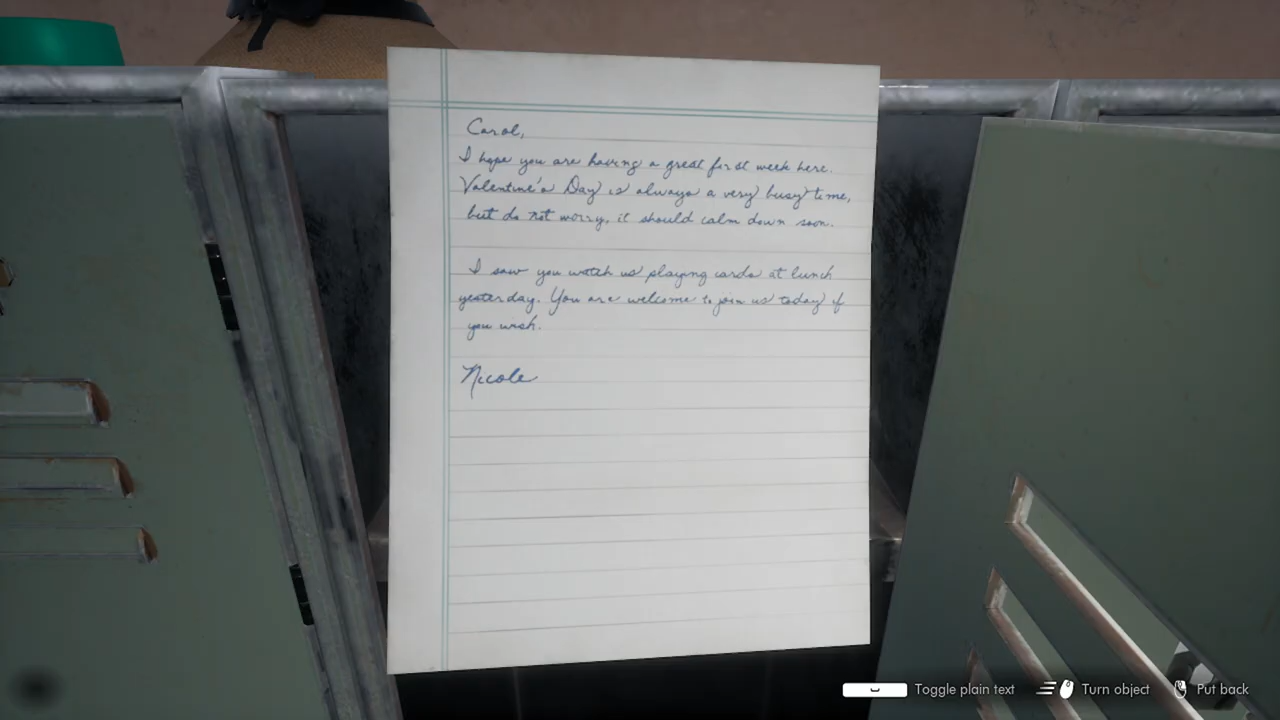 Carol,
I hope you are having a great first week here.
Valentine's Day is always a very busy time,
but do not worry, it should calm down soon.
I saw you watch us playing cards at lunch
yesterday. You are welcome to join us today if
you wish.
Nicole
Toggle plain text
Turn object
Put back